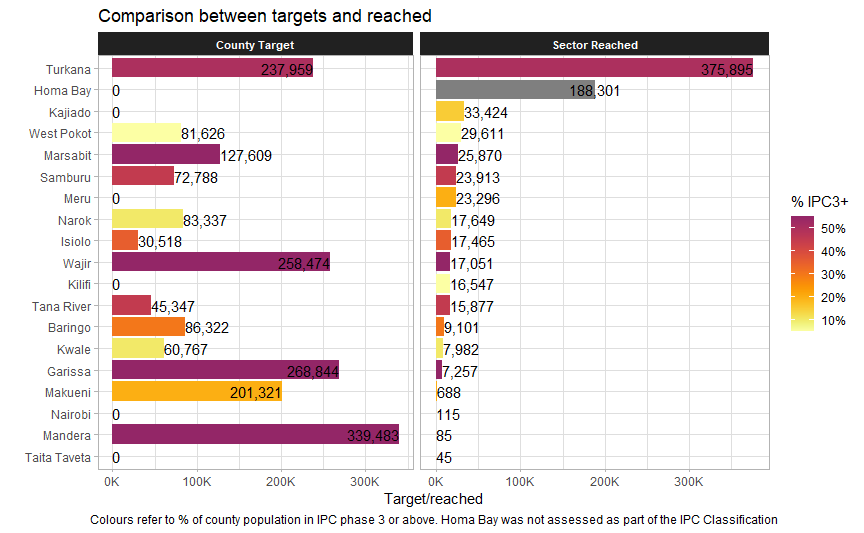 Comparison between targets and reached
County Target
Sector Reached
Turkana 237,959 375,895
Homa Bay 0 188,301
Kajiado 0 33,424
West Pokot 81,626 29,611
Marsabit 127,609 25,870
Samburu 72,788 23,913
Meru 0 23,296
Narok 83,337 17,649
Isiolo 30,518 17,465
Wajir 258,474 17,051
Kilifi 0 16,547
Tana River 45,347 15,877
Baringo 86,322 9,101
Kwale 60,767 7,982
Garissa 268,844 7,257
Makueni 201,321 688
Nairobi 0 115
Mandera 339,483 85
Taita Taveta 0 45
0K 100K 200K 300K 0K 100K 200K 300K
Target/reached
% IPC3+
50%
40%
30%
20%
10%
Colours refer to % of county population in IPC phase 3 or above. Homa Bay was not assessed as part of the IPC Classification